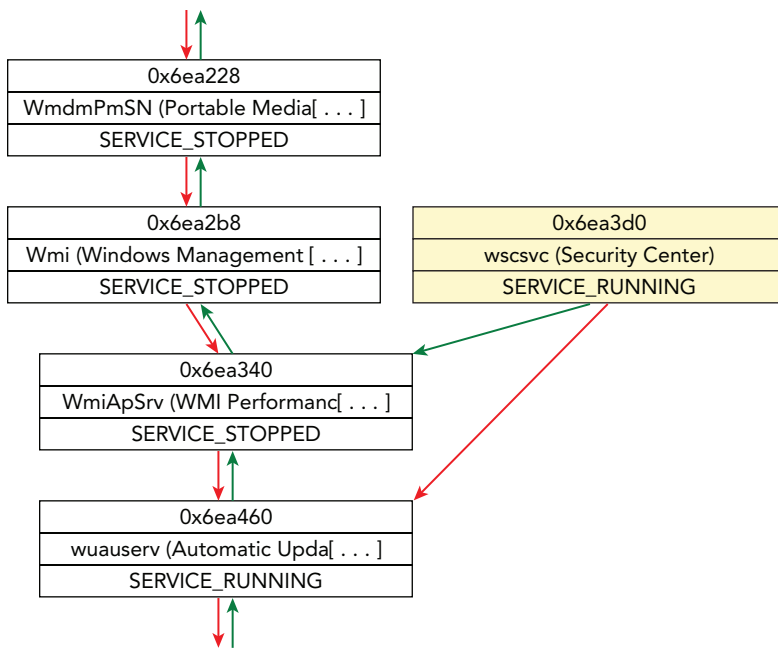 0x6ea228
WmdmPmSN (Portable Media[ . . . ]
SERVICE_STOPPED
0x6ea2b8
Wmi (Windows Management [ . . . ]
SERVICE_STOPPED
0x6ea3d0
wscsvc (Security Center)
SERVICE_RUNNING
0x6ea340
WmiApSrv (WMI Performanc[ . . . ]
SERVICE_STOPPED
0x6ea460
wuauserv (Automatic Upda[ . . . ]
SERVICE_RUNNING